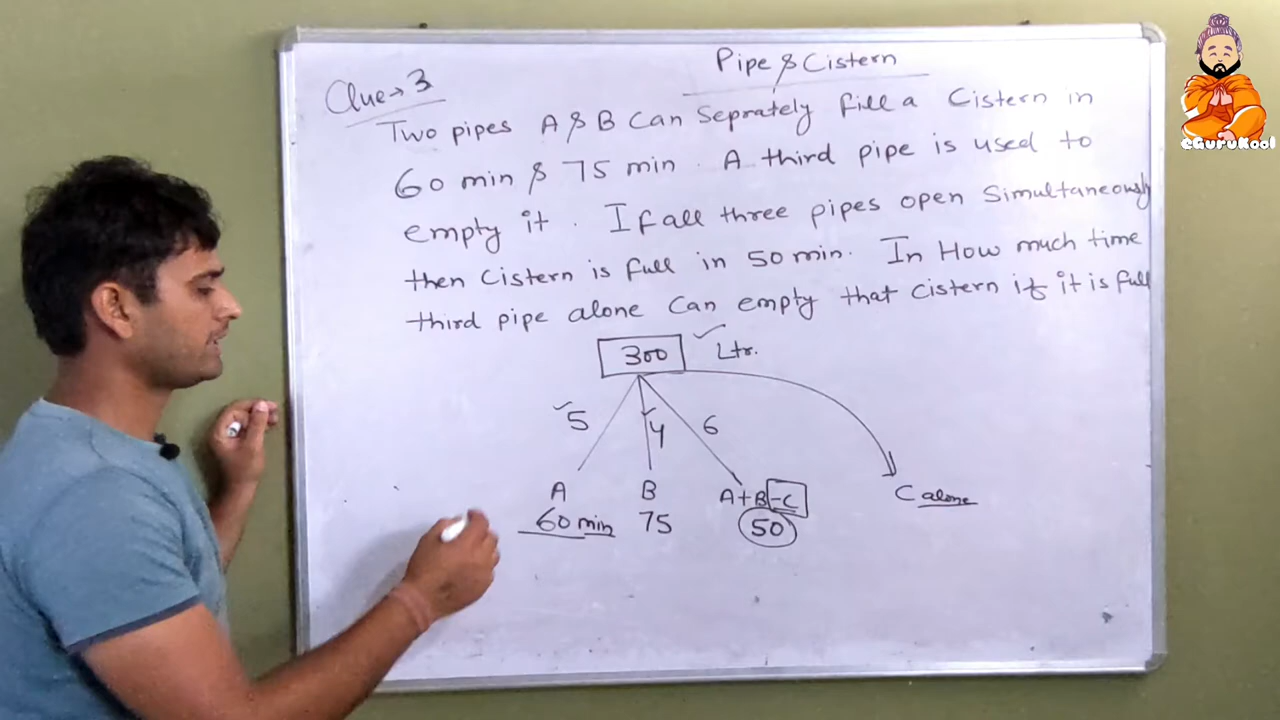 Pipe & Cistern
Clue→3
Two pipes A & B Can Seprately fill a Cistern in
60 min & 75 min. A third pipe is used to
empty it. If all three pipes open Simultaneously
then Cistern is full in 50 min. In How much time
third pipe alone Can empty that Cistern if it is full
300 Ltr.
5 4 6
A B A+B-C C alone
60 min 75 50
eGuruKool